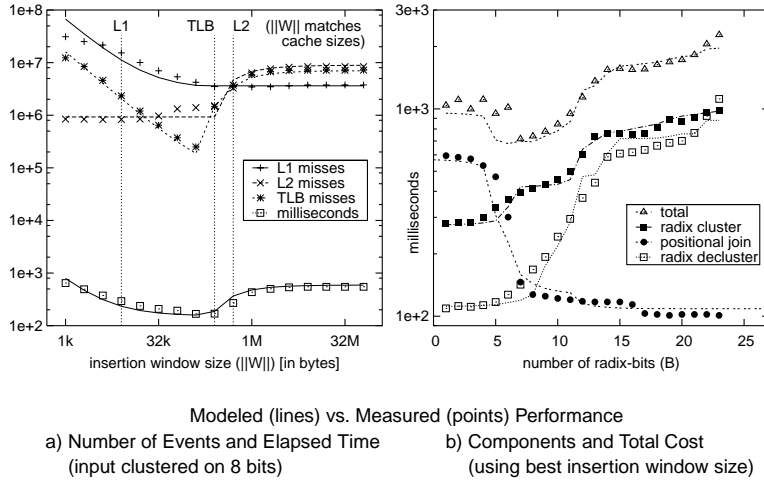 L1 TLB L2 (||W|| matches
cache sizes)
1e+8
1e+7
1e+6
1e+5
1e+4
1e+3
1e+2
L1 misses
L2 misses
TLB misses
milliseconds
1k 32k 1M 32M
insertion window size (||W||) [in bytes]
3e+3
1e+3
1e+2
milliseconds
total
radix cluster
positional join
radix decluster
0 5 10 15 20 25
number of radix-bits (B)
Modeled (lines) vs. Measured (points) Performance
a) Number of Events and Elapsed Time
(input clustered on 8 bits)
b) Components and Total Cost
(using best insertion window size)